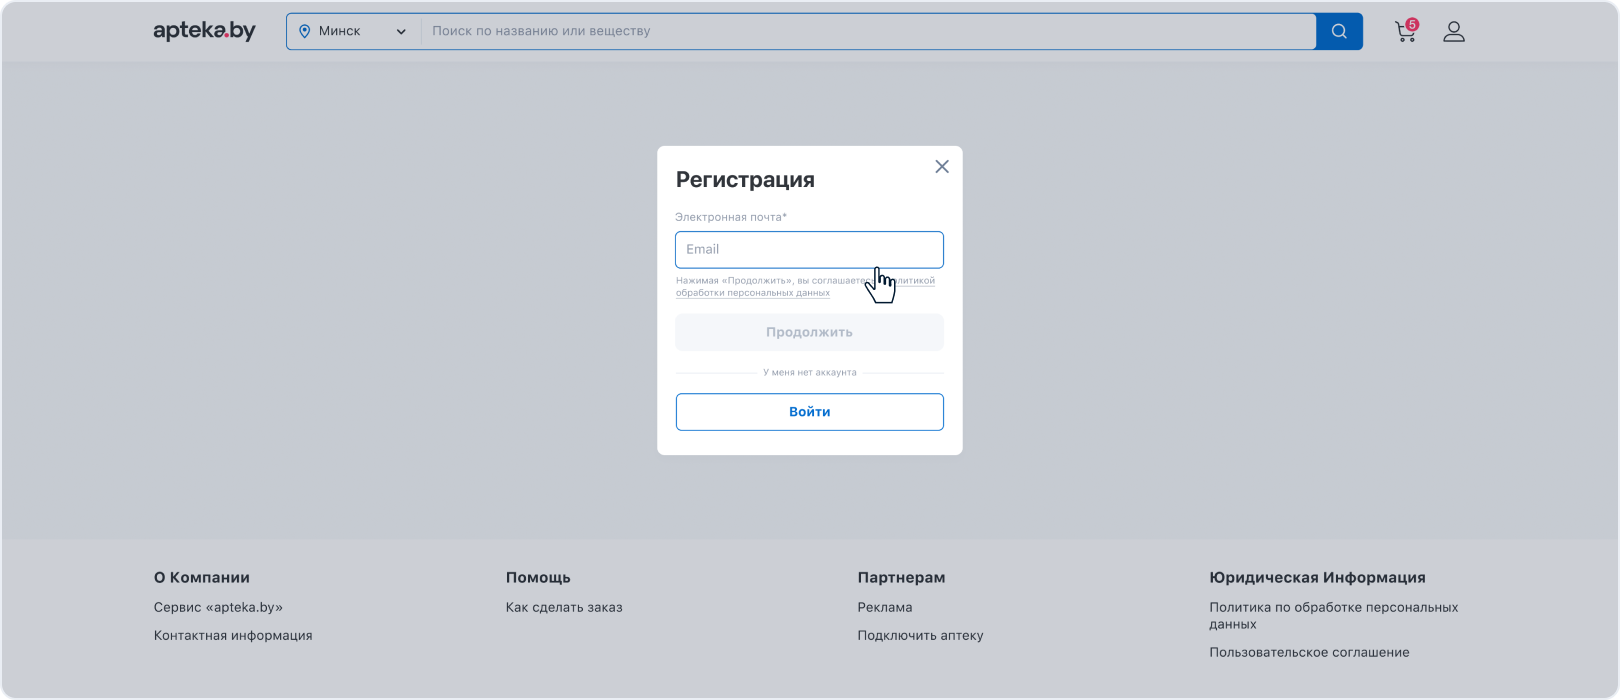 apteka.by
Минск
Поиск по названию или веществу
5
Регистрация
Электронная почта*
Email
Нажимая «Продолжить», вы соглашаетесь
обработки персональных данных
Продолжить
У меня нет аккаунта
Войти
О Компании
Сервис «apteka.by»
Контактная информация
Помощь
Как сделать заказ
Партнерам
Реклама
Подключить аптеку
Юридическая Информация
Политика по обработке персональных
данных
Пользовательское соглашение